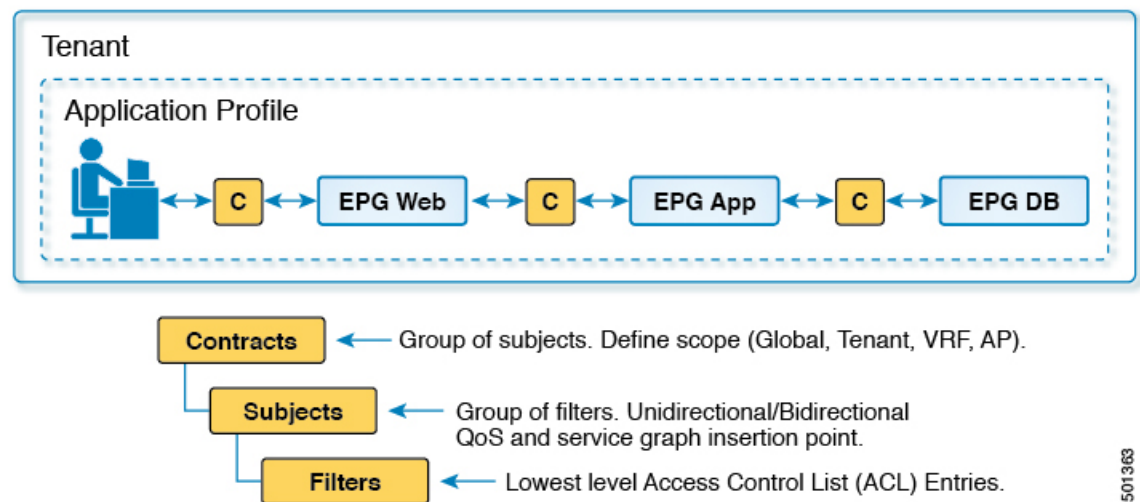 Tenant
Application Profile
C
EPG Web
C
EPG App
C
EPG DB
Contracts
Group of subjects. Define scope (Global, Tenant, VRF, AP).
Subjects
Group of filters. Unidirectional/Bidirectional
QoS and service graph insertion point.
Filters
Lowest level Access Control List (ACL) Entries.
501363